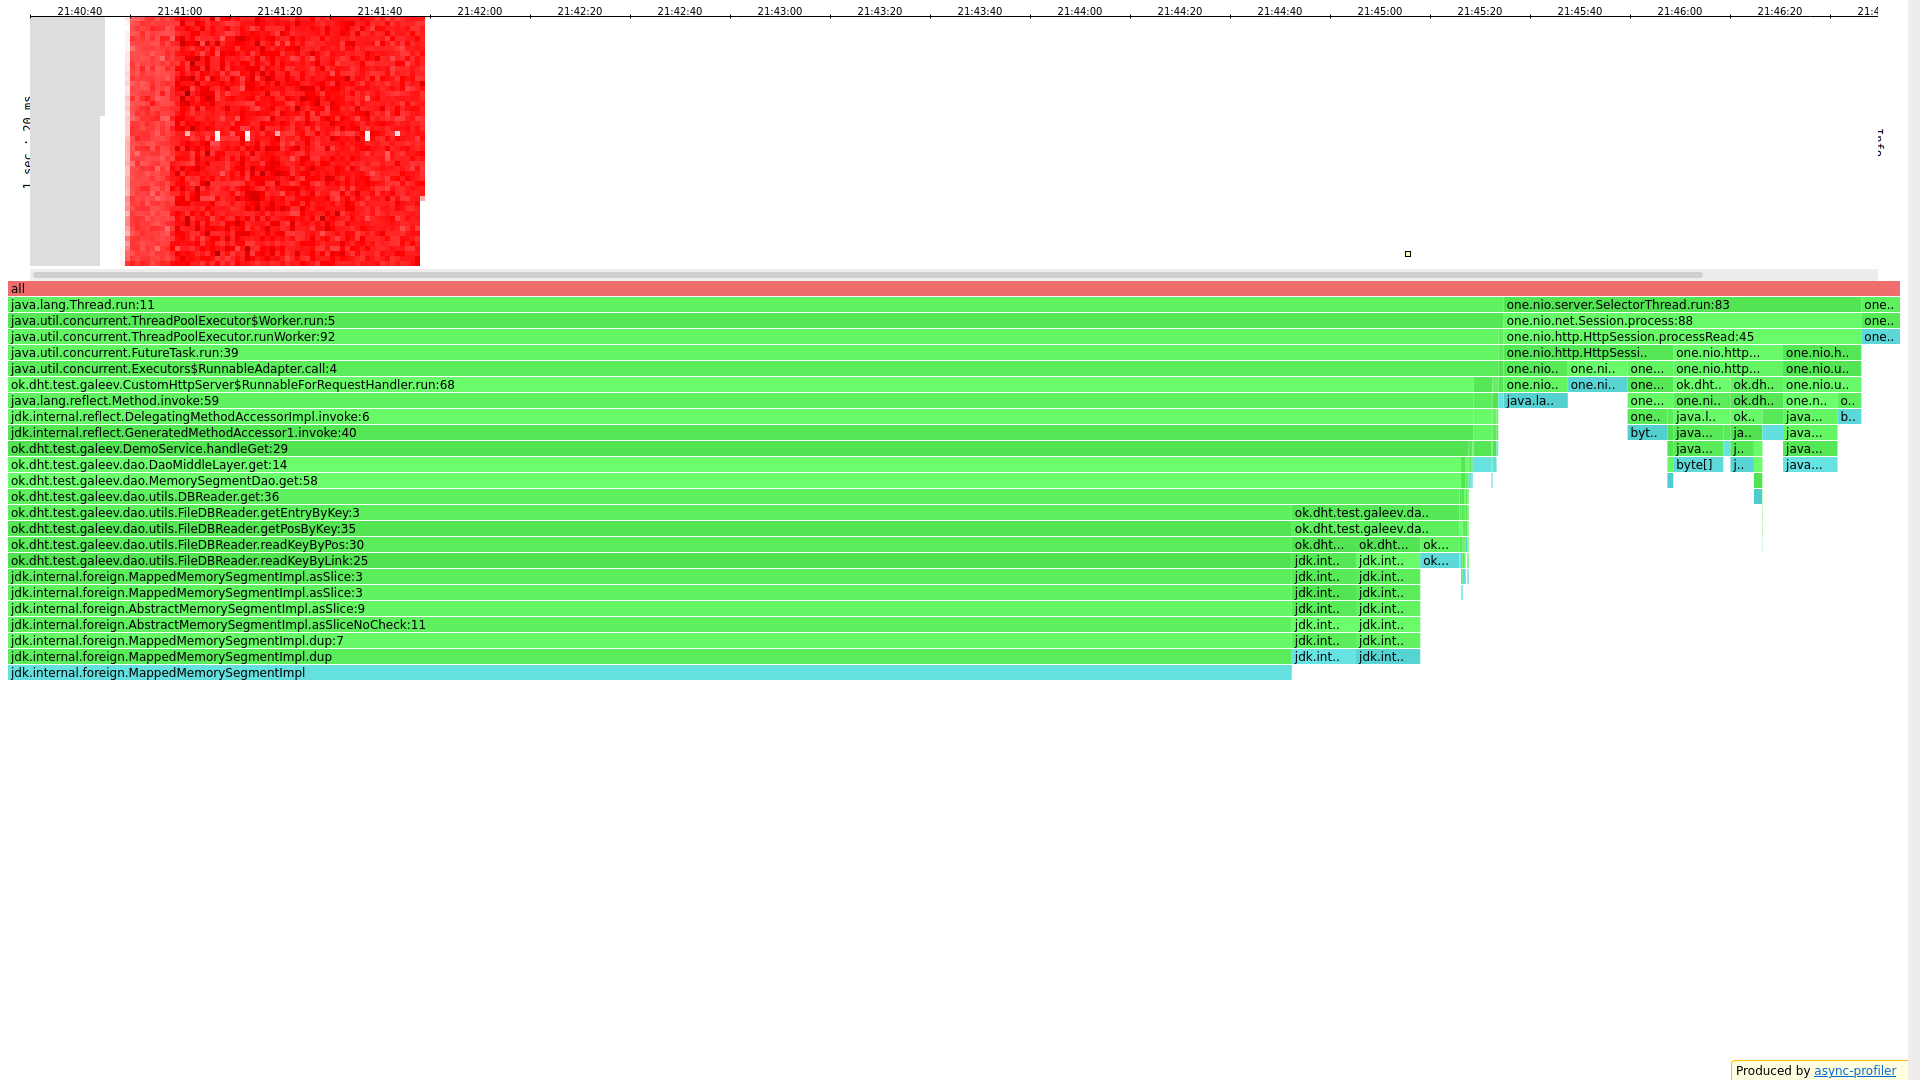 21:40:40 21:41:00 21:41:20 21:41:40 21:42:00 21:42:20 21:42:40 21:43:00 21:43:20 21:43:40 21:44:00 21:44:20 21:44:40 21:45:00 21:45:20 21:45:40 21:46:00 21:46:20 21:4
1 sec : 20 ms
all
java.lang.Thread.run:11 one.nio.server.SelectorThread.run:83 one..
java.util.concurrent.ThreadPoolExecutor$Worker.run:5 one.nio.net.Session.process:88 one..
java.util.concurrent.ThreadPoolExecutor.runWorker:92 one.nio.http.HttpSession.processRead:45 one..
java.util.concurrent.FutureTask.run:39 one.nio.http.HttpSessi.. one.nio.http... one.nio.h..
java.util.concurrent.Executors$RunnableAdapter.call:4 one.nio.. one.ni.. one... one.nio.http... one.nio.u..
ok.dht.test.galeev.CustomHttpServer$RunnableForRequestHandler.run:68 one.nio.. one.ni.. one... ok.dht.. ok.dh.. one.nio.u..
java.lang.reflect.Method.invoke:59 java.la.. one... one.ni.. ok.dh.. one.n.. o..
jdk.internal.reflect.DelegatingMethodAccessorImpl.invoke:6 one.. java.l.. ok.. java... b..
jdk.internal.reflect.GeneratedMethodAccessor1.invoke:40 byt.. java... ja.. java...
ok.dht.test.galeev.DemoService.handleGet:29 java... j.. java...
ok.dht.test.galeev.dao.DaoMiddleLayer.get:14 byte[] j.. java...
ok.dht.test.galeev.dao.MemorySegmentDao.get:58
ok.dht.test.galeev.dao.utils.DBReader.get:36
ok.dht.test.galeev.dao.utils.FileDBReader.getEntryByKey:3 ok.dht.test.galeev.da..
ok.dht.test.galeev.dao.utils.FileDBReader.getPosByKey:35 ok.dht.test.galeev.da..
ok.dht.test.galeev.dao.utils.FileDBReader.readKeyByPos:30 ok.dht... ok.dht... ok...
ok.dht.test.galeev.dao.utils.FileDBReader.readKeyByLink:25 jdk.int.. jdk.int.. ok...
jdk.internal.foreign.MappedMemorySegmentImpl.asSlice:3 jdk.int.. jdk.int..
jdk.internal.foreign.MappedMemorySegmentImpl.asSlice:3 jdk.int.. jdk.int..
jdk.internal.foreign.AbstractMemorySegmentImpl.asSlice:9 jdk.int.. jdk.int..
jdk.internal.foreign.AbstractMemorySegmentImpl.asSliceNoCheck:11 jdk.int.. jdk.int..
jdk.internal.foreign.MappedMemorySegmentImpl.dup:7 jdk.int.. jdk.int..
jdk.internal.foreign.MappedMemorySegmentImpl.dup jdk.int.. jdk.int..
jdk.internal.foreign.MappedMemorySegmentImpl
Produced by async-profiler